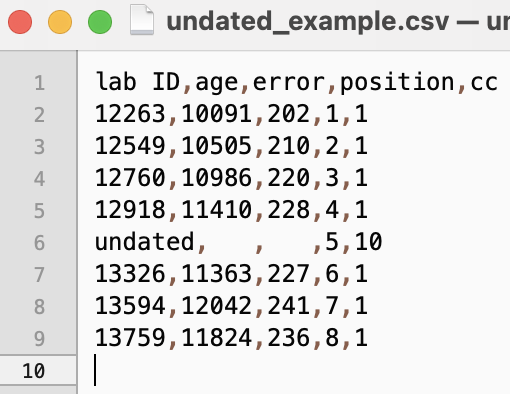 undated_example.csv — u
1 lab ID,age,error,position,cc
2 12263,10091,202,1,1
3 12549,10505,210,2,1
4 12760,10986,220,3,1
5 12918,11410,228,4,1
6 undated,   ,   ,5,10
7 13326,11363,227,6,1
8 13594,12042,241,7,1
9 13759,11824,236,8,1
10